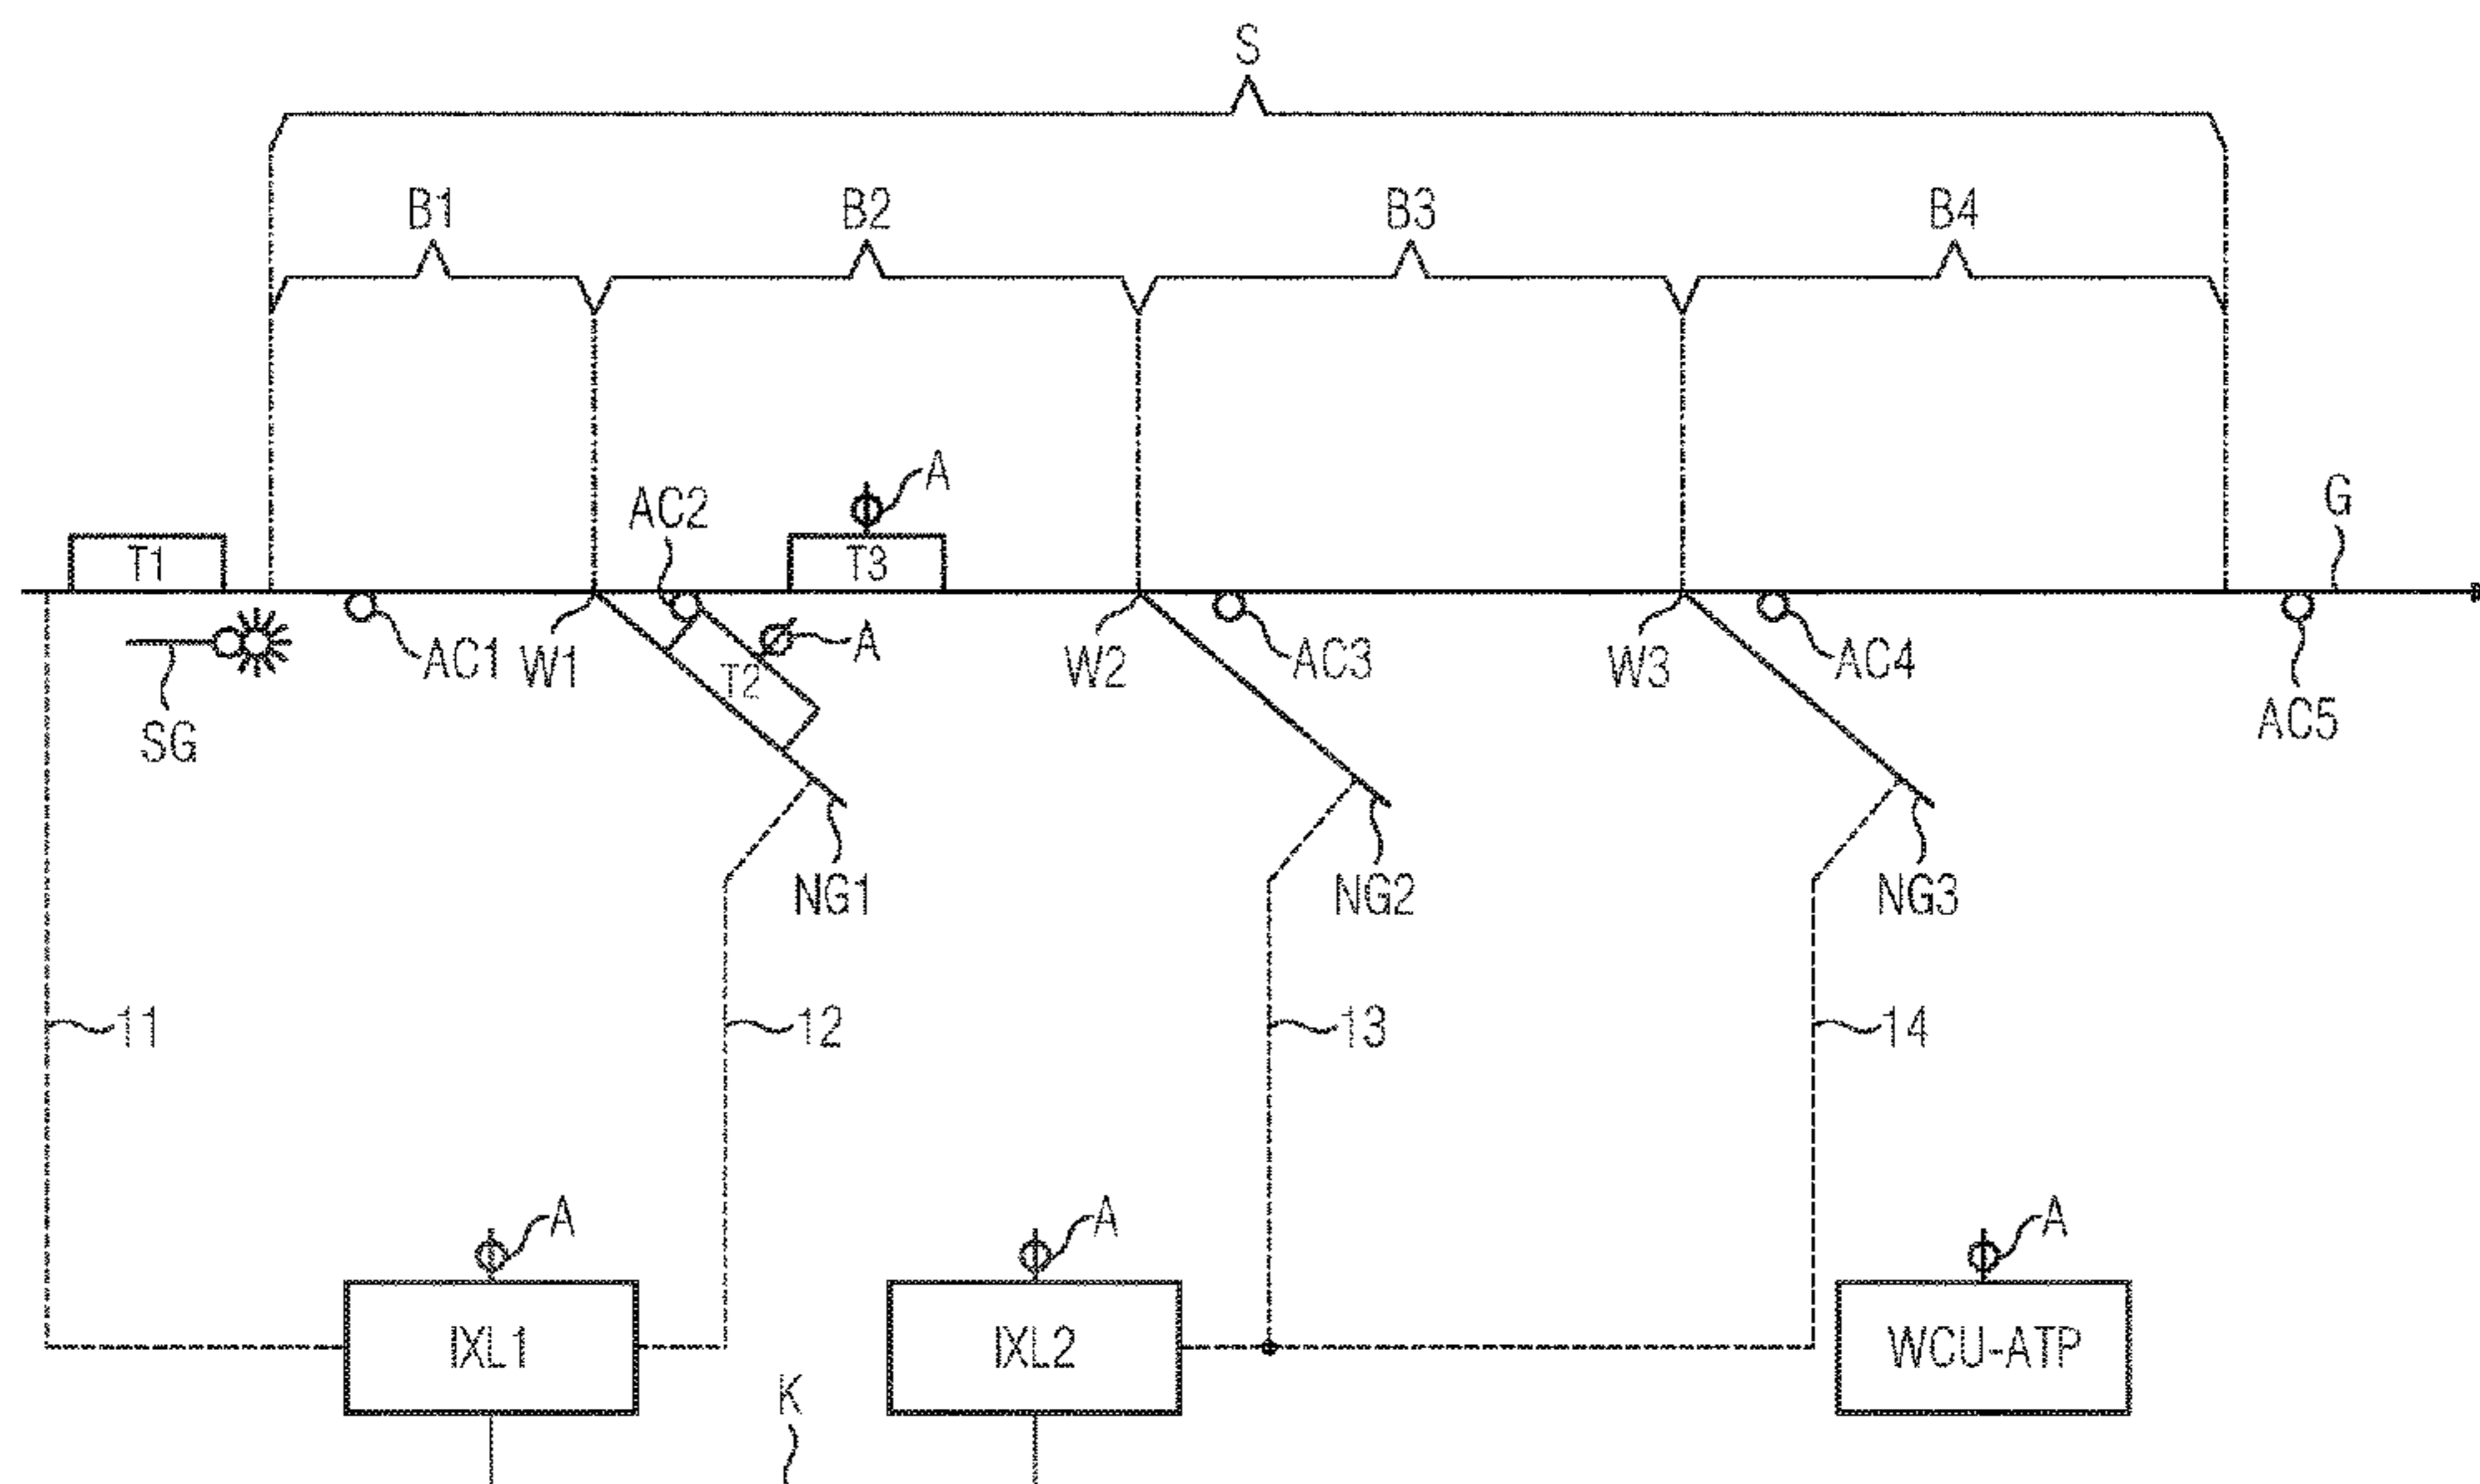 S
B1 B2 B3 B4
A
AC2 G
T1 T3
AC1 W1 A W2 AC3 W3 AC4
T2
SG AC5
NG1 NG2 NG3
11 12 13 14
A A A
IXL1 IXL2 WCU-ATP
K